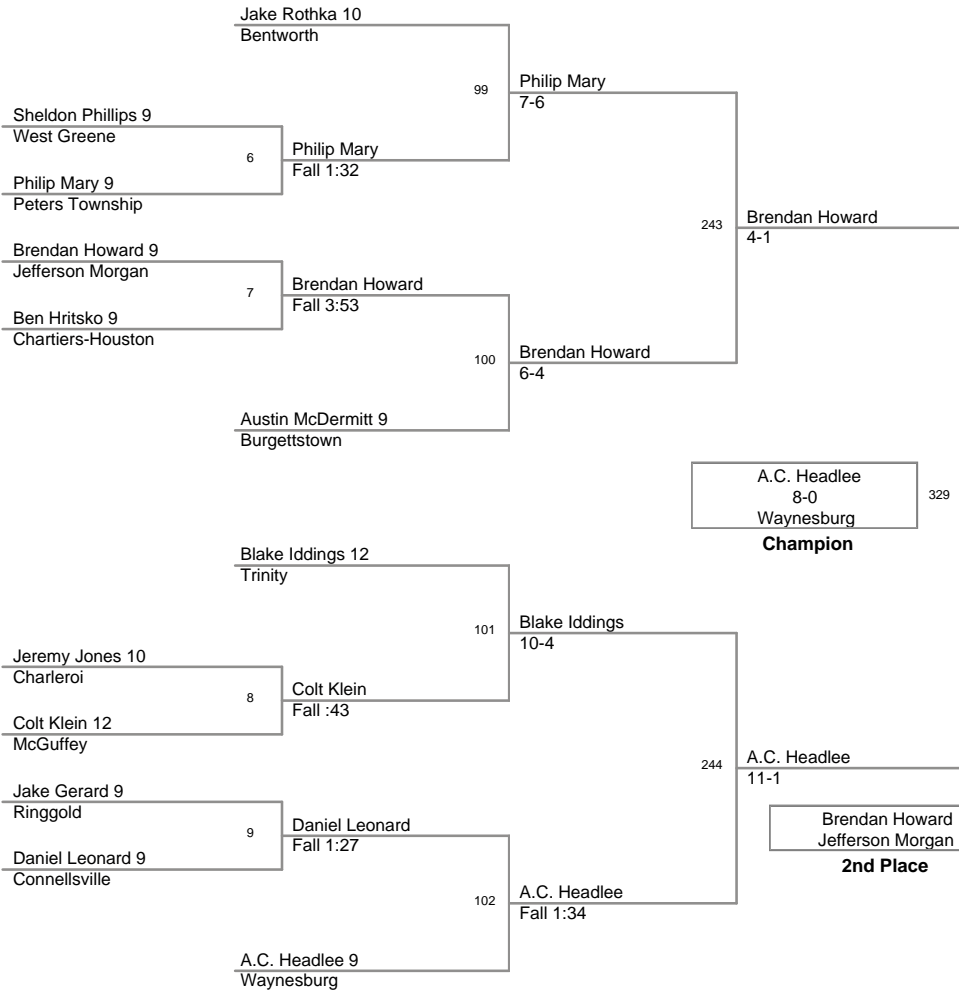 Jake Rothka 10
Bentworth
99
Philip Mary
7-6
Sheldon Phillips 9
West Greene
6
Philip Mary
Fall 1:32
Philip Mary 9
Peters Township
243
Brendan Howard
4-1
Brendan Howard 9
Jefferson Morgan
7
Brendan Howard
Fall 3:53
Ben Hritsko 9
Chartiers-Houston
100
Brendan Howard
6-4
Austin McDermitt 9
Burgettstown
A.C. Headlee
8-0
Waynesburg
329
Champion
Blake Iddings 12
Trinity
101
Blake Iddings
10-4
Jeremy Jones 10
Charleroi
8
Colt Klein
Fall :43
Colt Klein 12
McGuffey
244
A.C. Headlee
11-1
Jake Gerard 9
Ringgold
9
Daniel Leonard
Fall 1:27
Brendan Howard
Jefferson Morgan
2nd Place
Daniel Leonard 9
Connellsville
102
A.C. Headlee
Fall 1:34
A.C. Headlee 9
Waynesburg